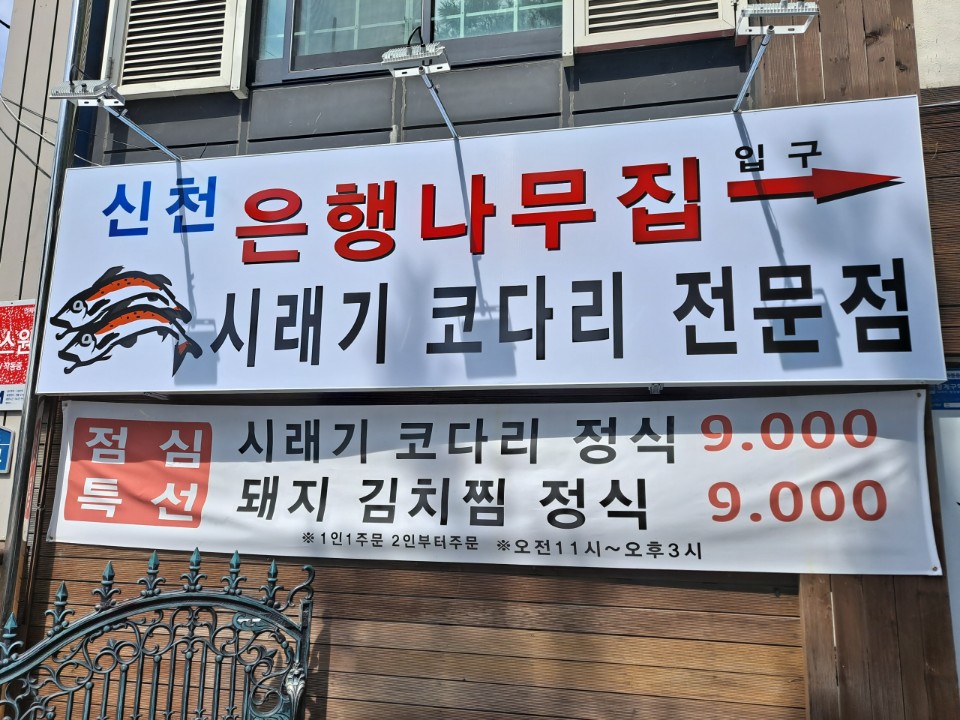 신천 은행나무집 입구
시래기 코다리 전문점
점심
특선
시래기 코다리 정식 9.000
돼지 김치찜 정식 9.000
※ 1인1주문 2인부터주문 ※오전11시~오후3시